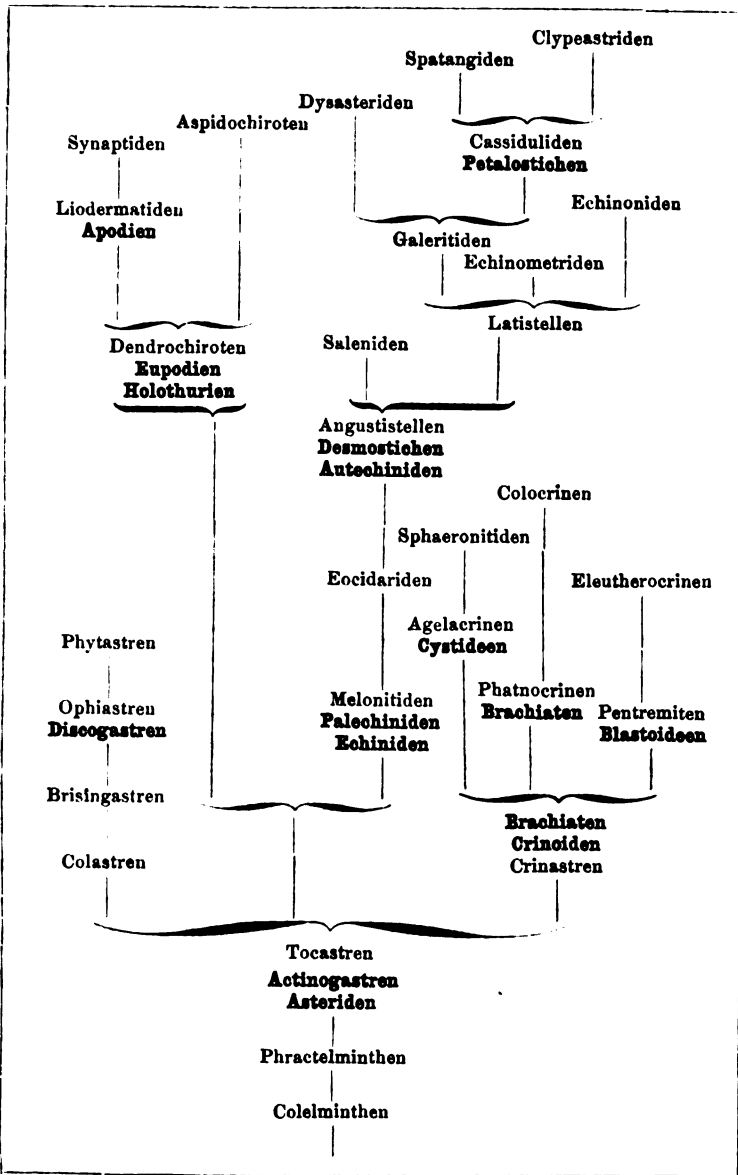 Clypeastriden
Spatangiden
Dysasteriden
Aspidochiroten
Synaptiden
Cassiduliden
Petalostichen
Liodermatiden
Apodien
Echinoniden
Galeritiden
Echinometriden
Latistellen
Saleniden
Dendrochiroten
Eupodien
Holothurien
Angustistellen
Desmostichen
Autechiniden
Colocrinen
Sphaeronitiden
Eocidariden
Eleutherocrinen
Agelacrinen
Cystideen
Phytastren
Phatnocrinen
Brachiaten
Melonitiden
Palechiniden
Echiniden
Ophiastren
Discogastren
Pentremiten
Blastoideen
Brisingastren
Brachiaten
Crinoiden
Crinastren
Colastren
Tocastren
Actinogastren
Asteriden
Phractelminthen
Colelminthen